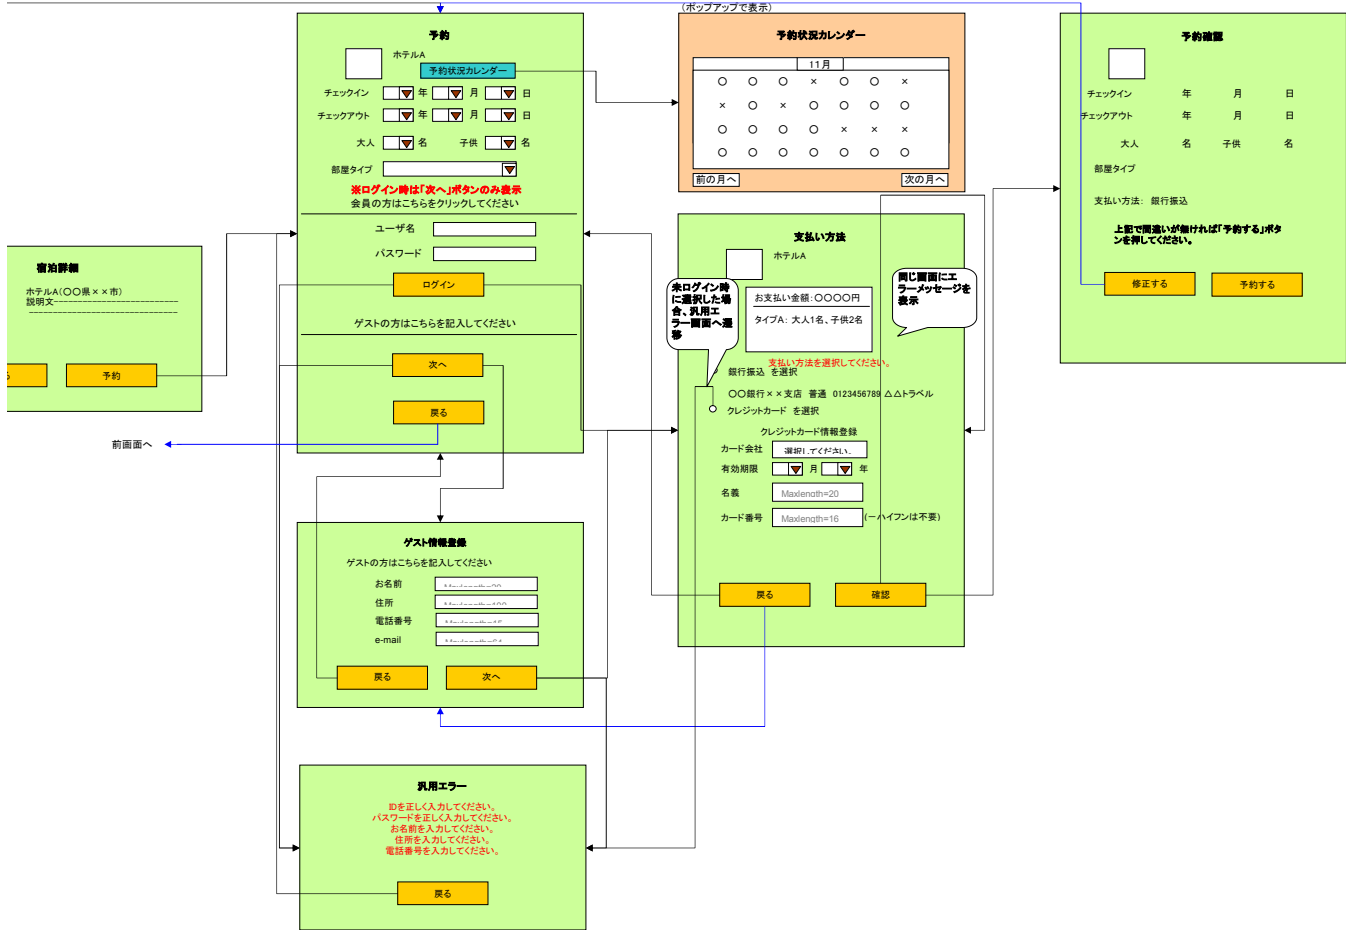 (ポップアップで表示)
予約
ホテルA
予約状況カレンダー
チェックイン 年 月 日
チェックアウト 年 月 日
大人 名 子供 名
部屋タイプ
※ログイン時は「次へ」ボタンのみ表示
会員の方はこちらをクリックしてください
ユーザ名
パスワード
ログイン
ゲストの方はこちらを記入してください
次へ
戻る
予約状況カレンダー
11月
○ ○ ○ × ○ ○ ×
× ○ × ○ ○ ○ ○
○ ○ ○ ○ × × ×
○ ○ ○ ○ ○ ○ ○
前の月へ 次の月へ
予約確認
チェックイン 年 月 日
チェックアウト 年 月 日
大人 名 子供 名
部屋タイプ
支払い方法: 銀行振込
上記で間違いが無ければ「予約する」ボタ
ンを押してください。
修正する 予約する
宿泊詳細
ホテルA(○○県××市)
説明文
予約
前画面へ
支払い方法
ホテルA
未ログイン時
に選択した場
合、汎用エ
ラー画面へ遷
移
同じ画面にエ
ラーメッセージを
表示
お支払い金額:○○○○円
タイプA: 大人1名、子供2名
支払い方法を選択してください。
銀行振込 を選択
○○銀行××支店 普通 0123456789 △△トラベル
クレジットカード を選択
クレジットカード情報登録
カード会社 選択してください。
有効期限 月 年
名義 Maxlength=20
カード番号 Maxlength=16 (-ハイフンは不要)
戻る 確認
ゲスト情報登録
ゲストの方はこちらを記入してください
お名前
住所
電話番号
e-mail
戻る 次へ
汎用エラー
IDを正しく入力してください。
パスワードを正しく入力してください。
お名前を入力してください。
住所を入力してください。
電話番号を入力してください。
戻る